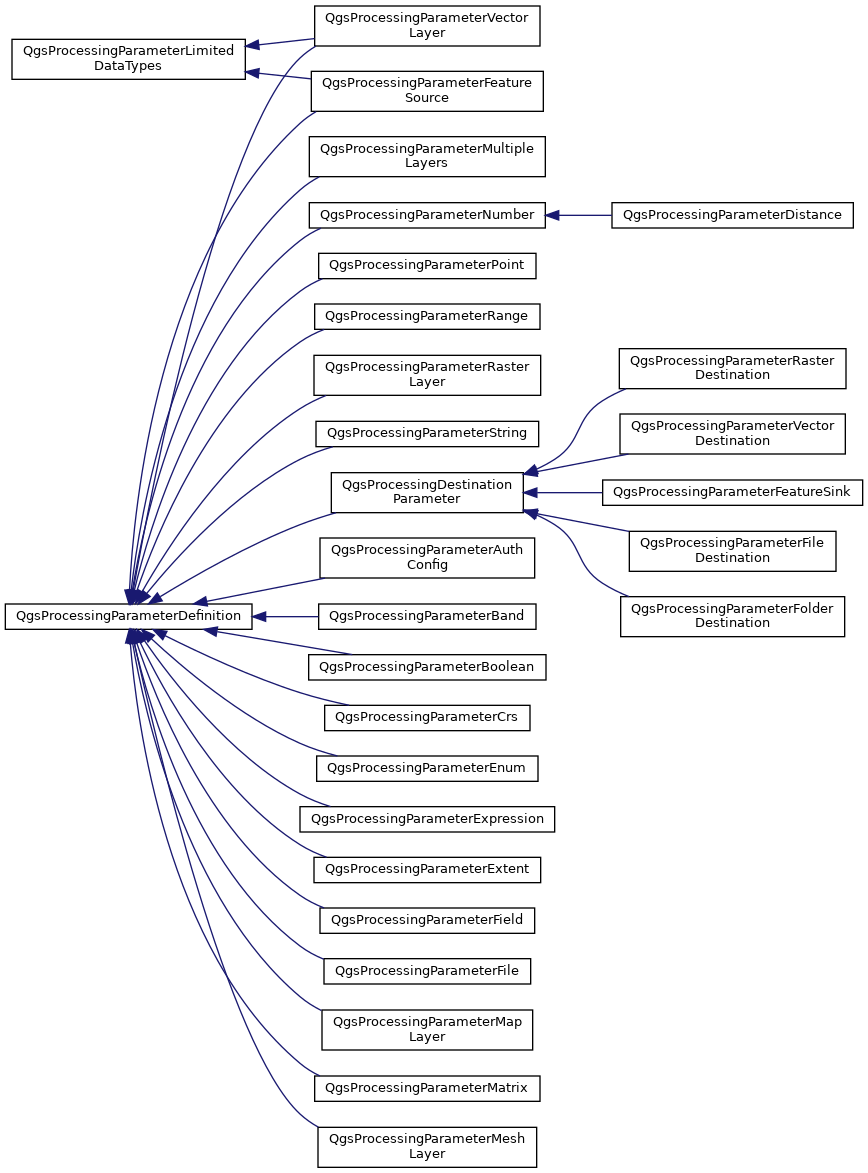 QgsProcessingParameterVector
Layer
QgsProcessingParameterLimited
DataTypes
QgsProcessingParameterFeature
Source
QgsProcessingParameterMultiple
Layers
QgsProcessingParameterNumber
QgsProcessingParameterDistance
QgsProcessingParameterPoint
QgsProcessingParameterRange
QgsProcessingParameterRaster
Layer
QgsProcessingParameterRaster
Destination
QgsProcessingParameterString
QgsProcessingParameterVector
Destination
QgsProcessingDestination
Parameter
QgsProcessingParameterFeatureSink
QgsProcessingParameterAuth
Config
QgsProcessingParameterFile
Destination
QgsProcessingParameterDefinition
QgsProcessingParameterBand
QgsProcessingParameterFolder
Destination
QgsProcessingParameterBoolean
QgsProcessingParameterCrs
QgsProcessingParameterEnum
QgsProcessingParameterExpression
QgsProcessingParameterExtent
QgsProcessingParameterField
QgsProcessingParameterFile
QgsProcessingParameterMap
Layer
QgsProcessingParameterMatrix
QgsProcessingParameterMesh
Layer